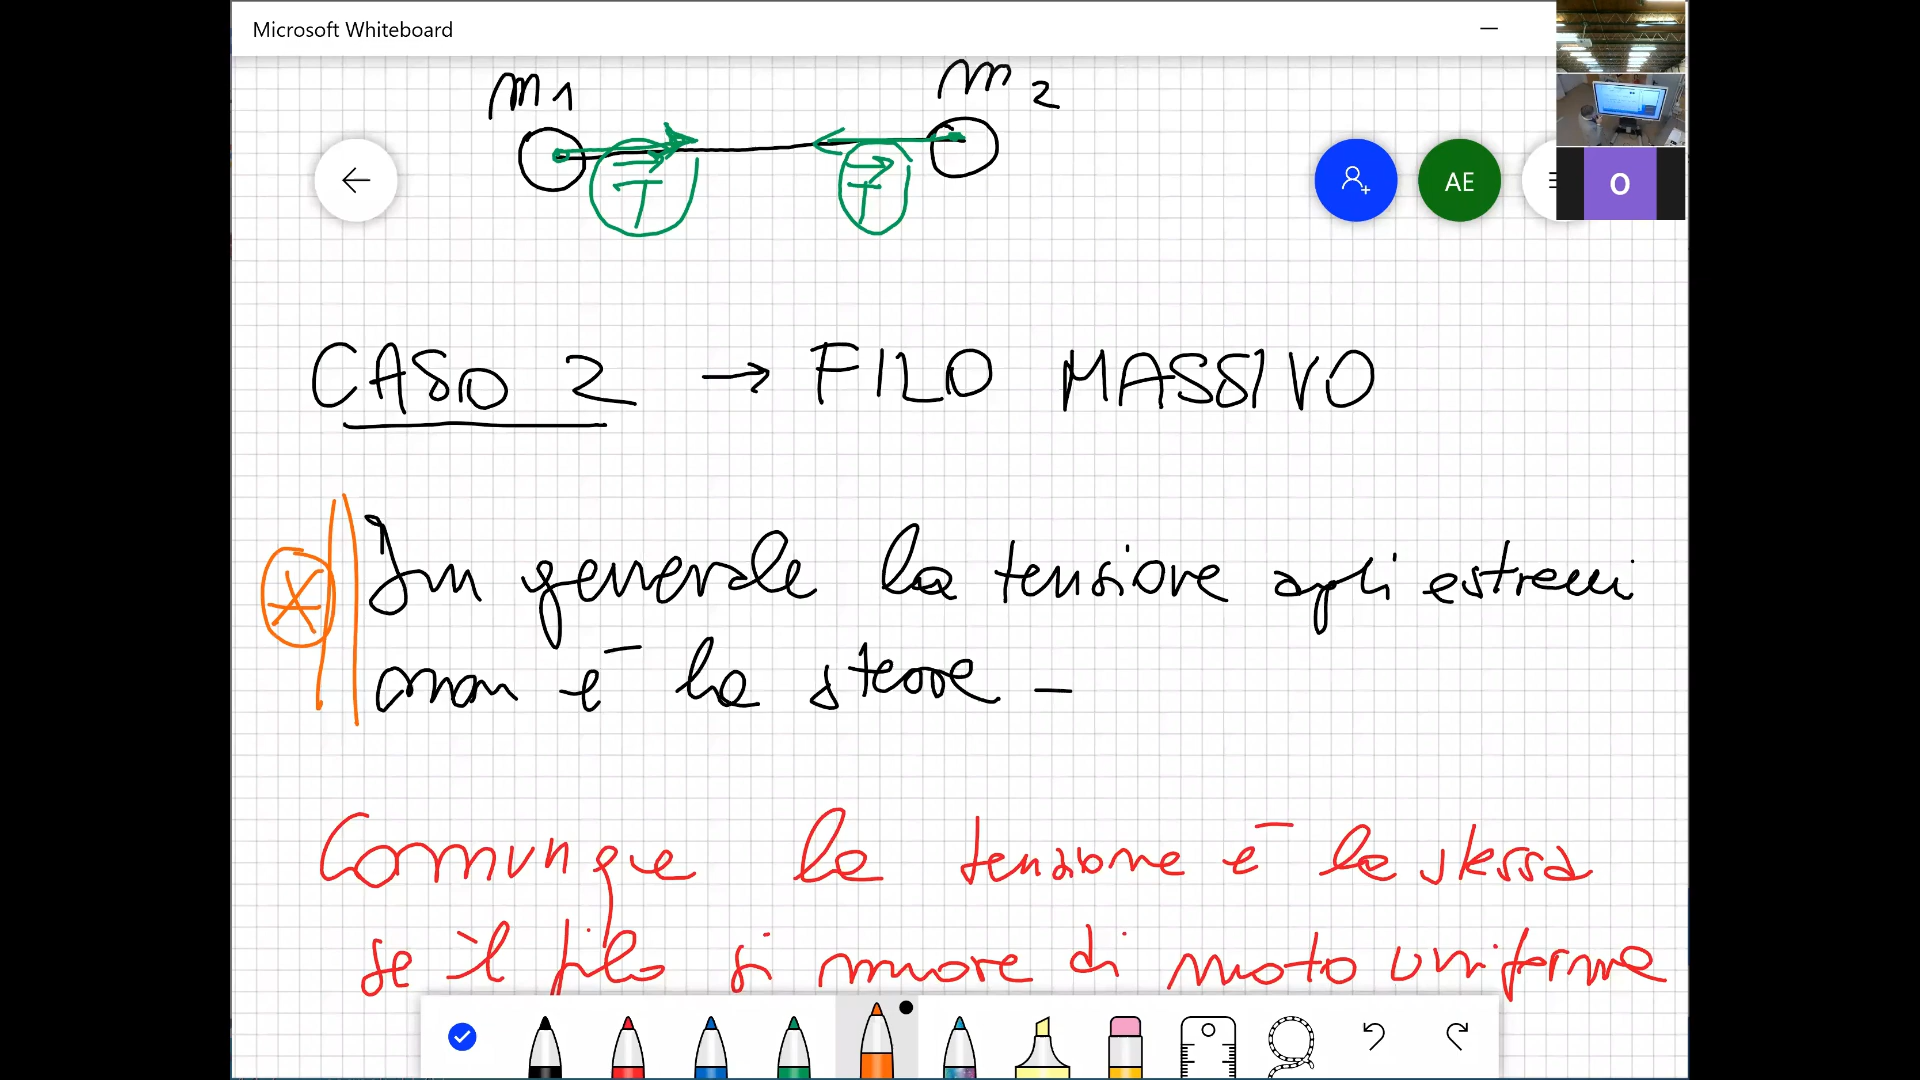 Microsoft Whiteboard
m1 m2
T T
AE
O
CASO 2 → FILO MASSIVO
In generale la tensione agli estremi
non è la stessa -
Comunque la tensione è la stessa
se il filo si muove di moto uniforme